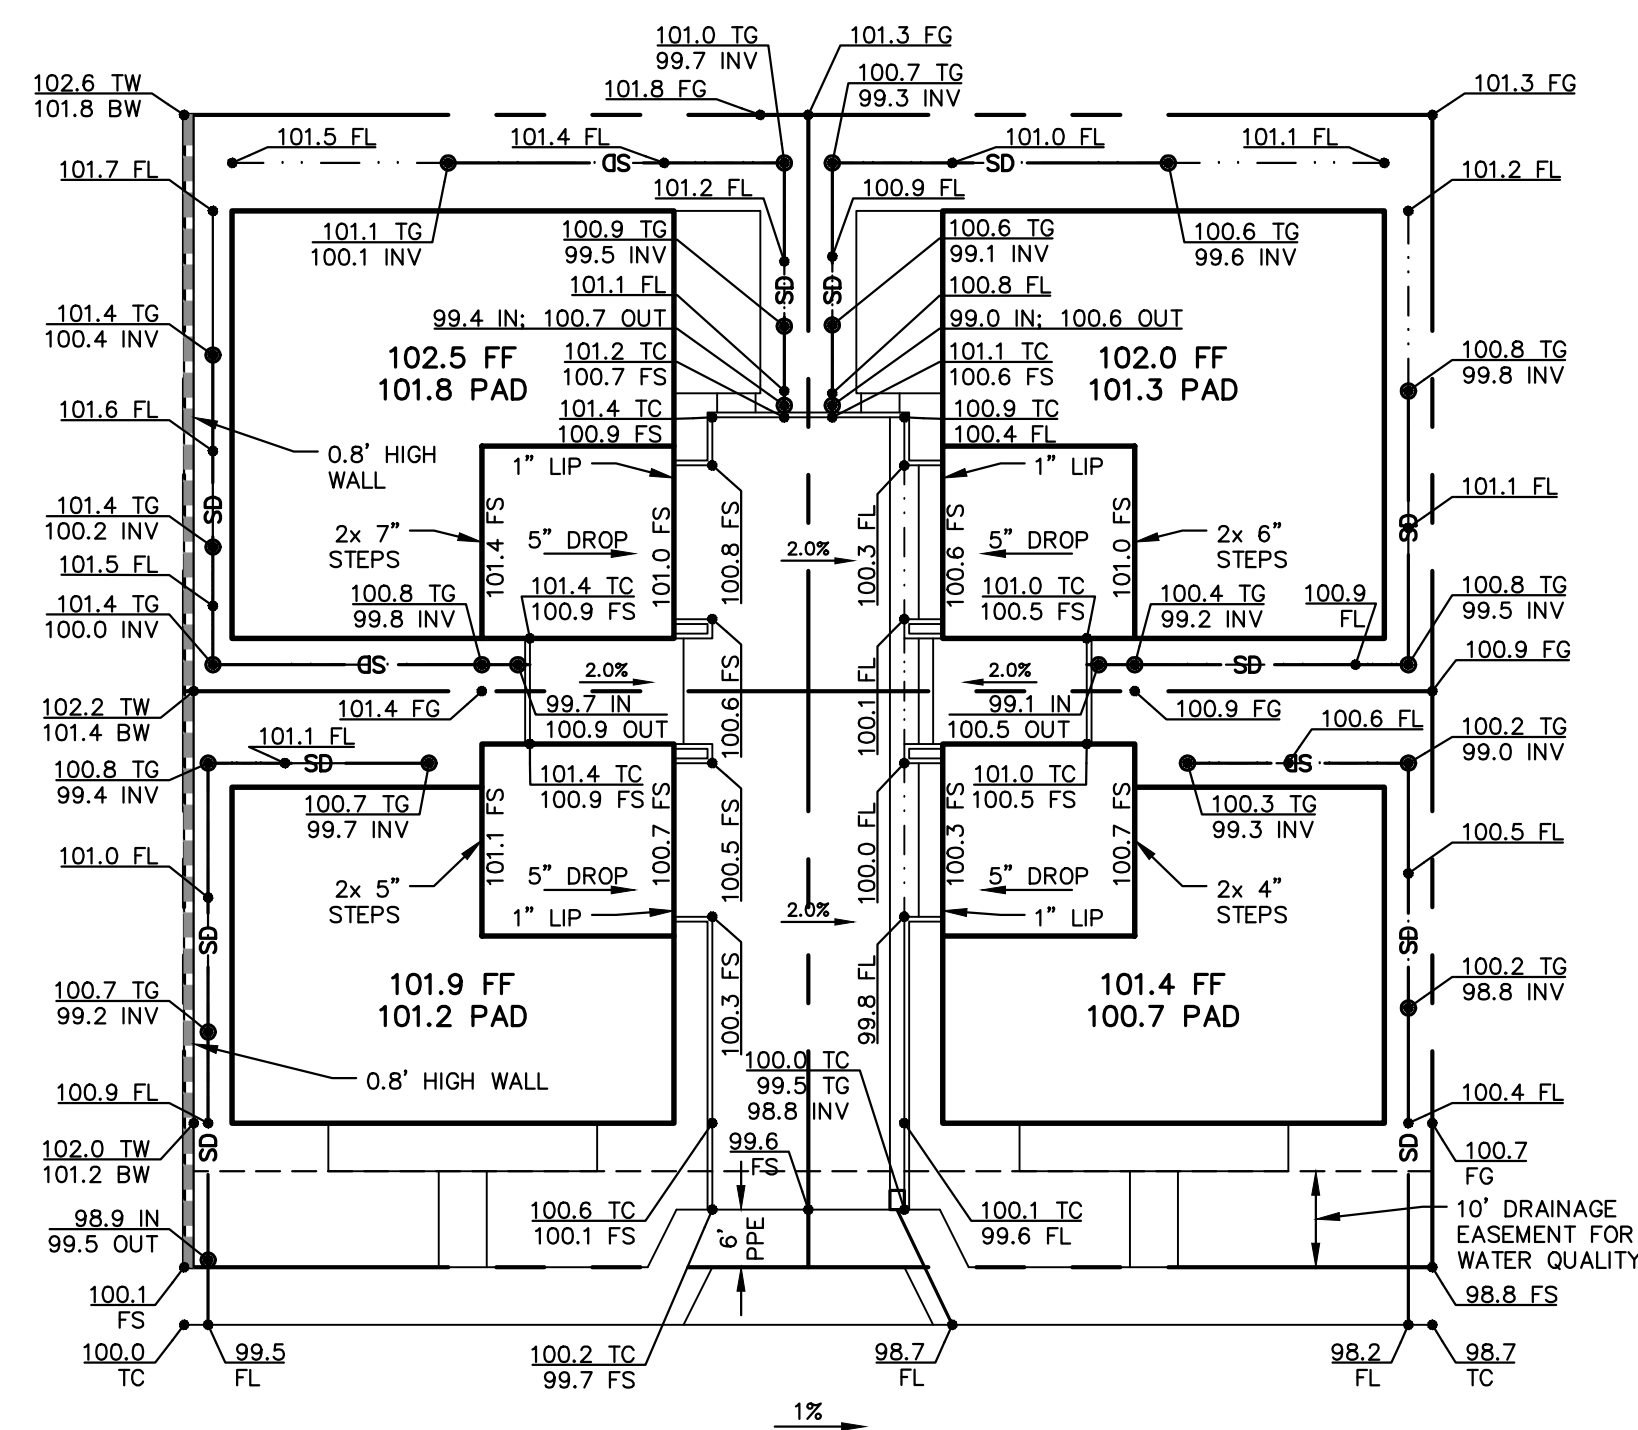 101.0 TG
99.7 INV
101.3 FG
102.6 TW
101.8 BW
101.8 FG
100.7 TG
99.3 INV
101.3 FG
101.5 FL
101.4 FL
SD
SD
101.0 FL
101.1 FL
101.7 FL
101.2 FL
100.9 FL
101.2 FL
101.1 TG
100.1 INV
100.9 TG
99.5 INV
100.6 TG
99.1 INV
100.6 TG
99.6 INV
101.1 FL
SD
SD
100.8 FL
101.4 TG
100.4 INV
99.4 IN; 100.7 OUT
99.0 IN; 100.6 OUT
102.5 FF
101.8 PAD
101.2 TC
100.7 FS
101.1 TC
100.6 FS
102.0 FF
101.3 PAD
100.8 TG
99.8 INV
101.6 FL
101.4 TC
100.9 FS
100.9 TC
100.4 FL
0.8' HIGH
WALL
1" LIP
1" LIP
101.4 TG
100.2 INV
SD
2x 7"
STEPS
101.4 FS
5" DROP
101.0 FS
100.8 FS
2.0%
100.3 FL
100.6 FS
5" DROP
101.0 FS
2x 6"
STEPS
SD
101.1 FL
101.5 FL
101.4 TG
100.0 INV
100.8 TG
99.8 INV
101.4 TC
100.9 FS
101.0 TC
100.5 FS
100.4 TG
99.2 INV
100.9
FL
100.8 TG
99.5 INV
SD
2.0%
2.0%
SD
100.9 FG
102.2 TW
101.4 BW
101.4 FG
99.7 IN
100.9 OUT
100.6 FS
100.1 FL
99.1 IN
100.5 OUT
100.9 FG
100.6 FL
100.2 TG
99.0 INV
101.1 FL
SD
SD
100.8 TG
99.4 INV
100.7 TG
99.7 INV
101.4 TC
100.9 FS
101.0 TC
100.5 FS
100.3 TG
99.3 INV
101.0 FL
101.1 FS
100.7 FS
100.5 FS
100.0 FL
100.3 FS
100.7 FS
100.5 FL
2x 5"
STEPS
5" DROP
1" LIP
2.0%
5" DROP
1" LIP
2x 4"
STEPS
SD
SD
100.7 TG
99.2 INV
101.9 FF
101.2 PAD
100.3 FS
99.8 FL
101.4 FF
100.7 PAD
100.2 TG
98.8 INV
100.9 FL
0.8' HIGH WALL
100.0 TC
99.5 TG
98.8 INV
100.4 FL
102.0 TW
101.2 BW
SD
99.6
FS
SD
100.7
FG
98.9 IN
99.5 OUT
100.6 TC
100.1 FS
6'
PPE
100.1 TC
99.6 FL
10' DRAINAGE
EASEMENT FOR
WATER QUALITY
100.1
FS
98.8 FS
100.0
TC
99.5
FL
100.2 TC
99.7 FS
98.7
FL
98.2
FL
98.7
TC
1%